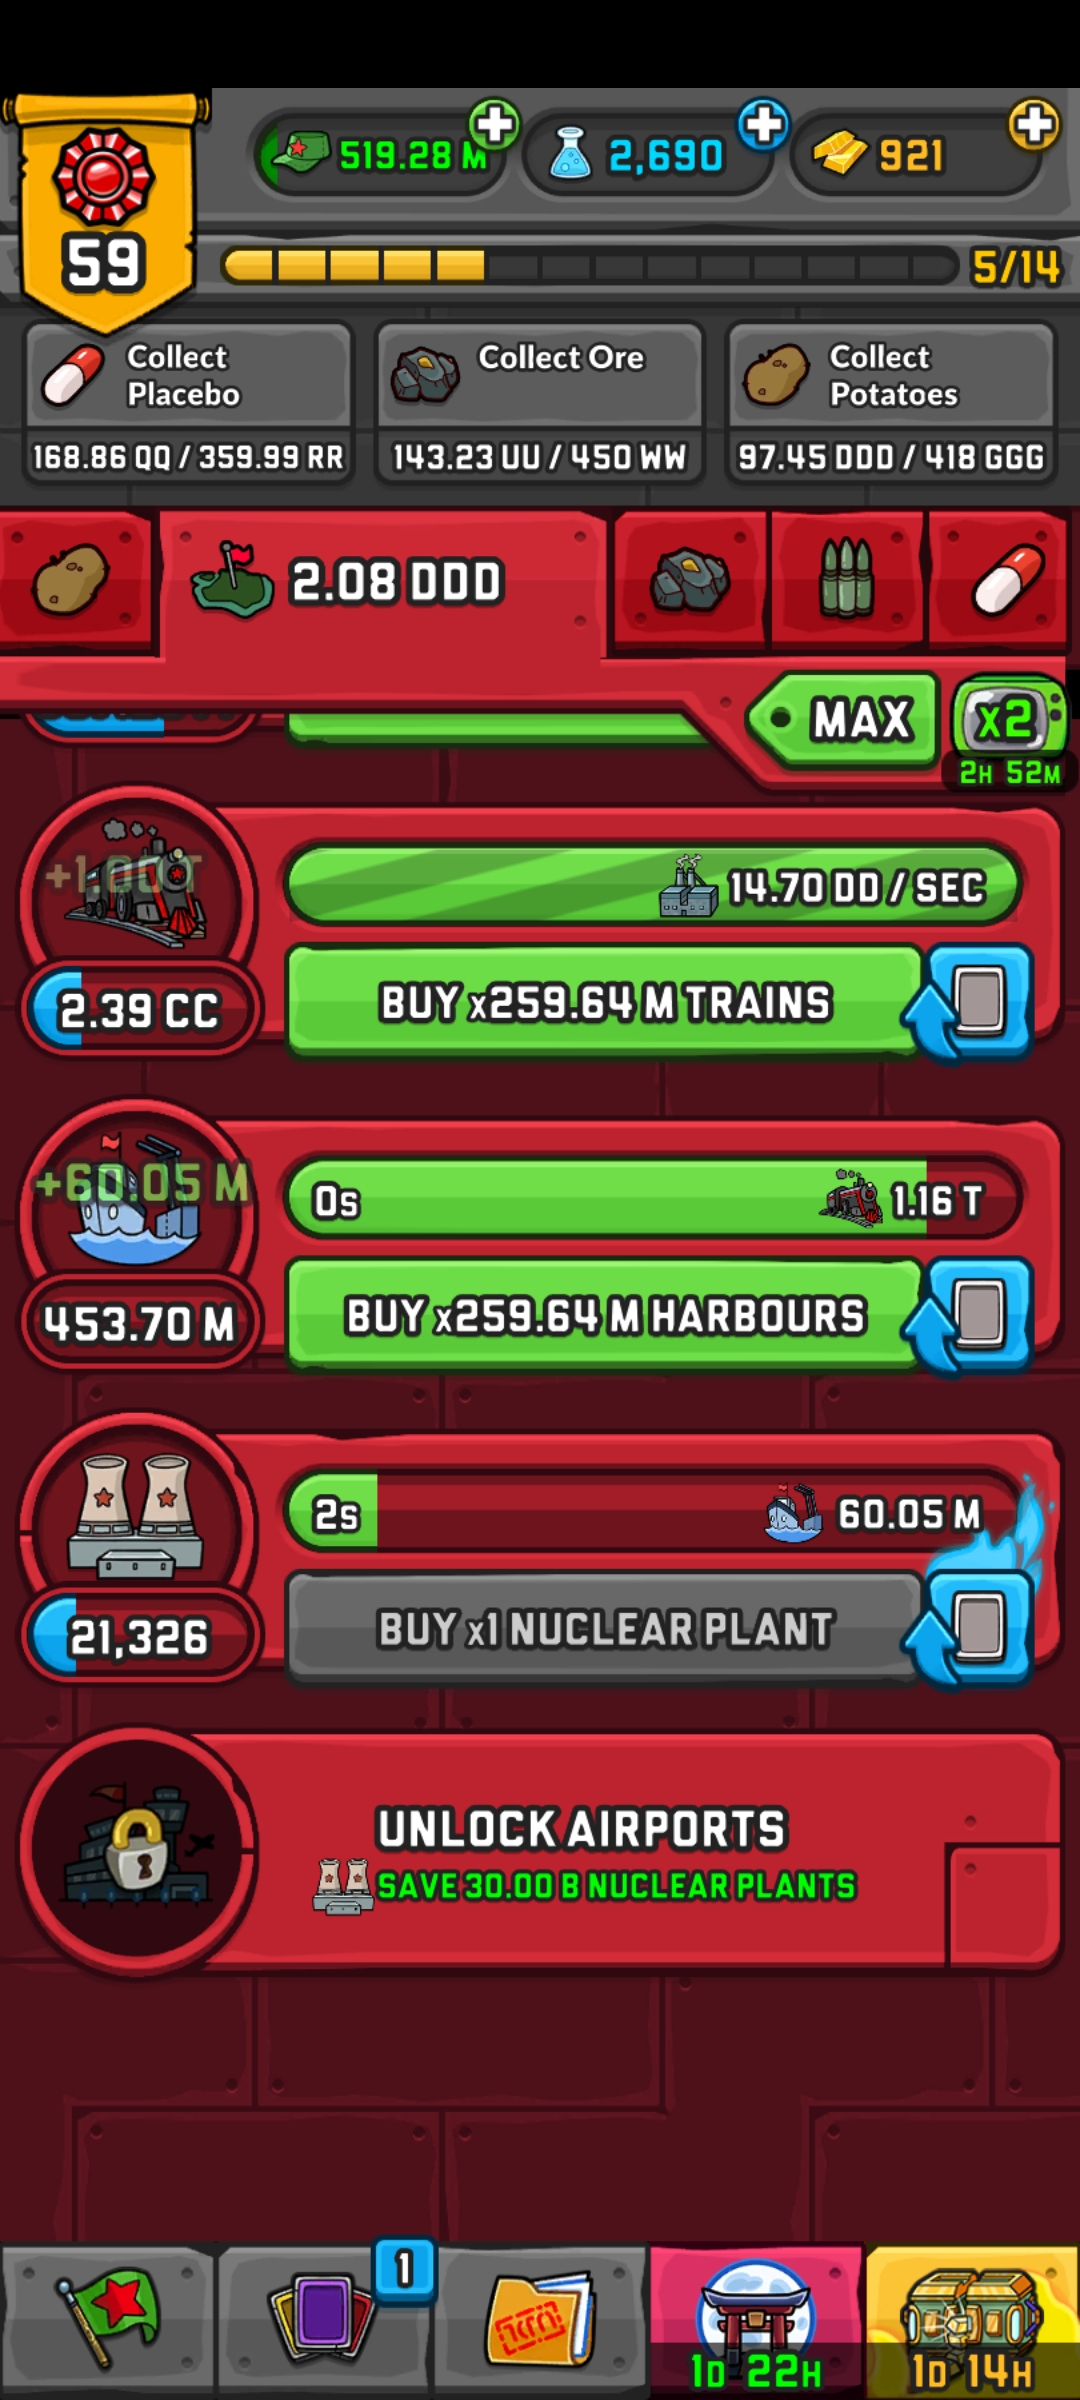 519.28 M
2,690
921
59
5/14
Collect
Placebo
168.86 QQ / 359.99 RR
Collect Ore
143.23 UU / 450 WW
Collect
Potatoes
97.45 DDD / 418 GGG
2.08 DDD
MAX
x2
2H 52M
14.70 DD / SEC
2.39 CC
BUY x259.64 M TRAINS
+60.05 M
0s
1.16 T
453.70 M
BUY x259.64 M HARBOURS
2s
60.05 M
21,326
BUY x1 NUCLEAR PLANT
UNLOCK AIRPORTS
SAVE 30.00 B NUCLEAR PLANTS
1
1D 22H
1D 14H